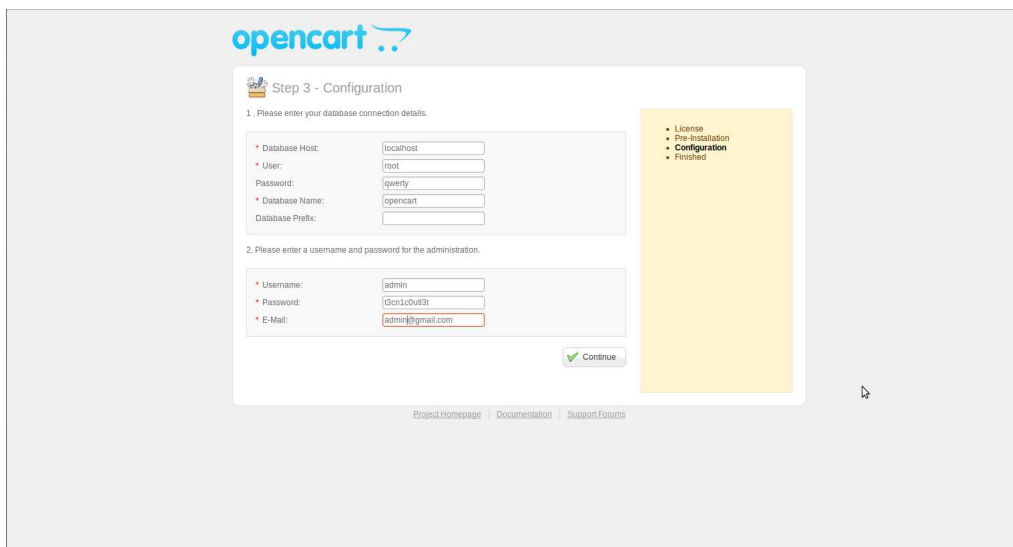 opencart
Step 3 - Configuration
1 . Please enter your database connection details.
* Database Host: localhost
* User: root
Password: qwerty
* Database Name: opencart
Database Prefix:
2. Please enter a username and password for the administration.
* Username: admin
* Password: t3cn1c0utl3t
* E-Mail: admin@gmail.com
Continue
License
Pre-Installation
Configuration
Finished
Project Homepage | Documentation | Support Forums